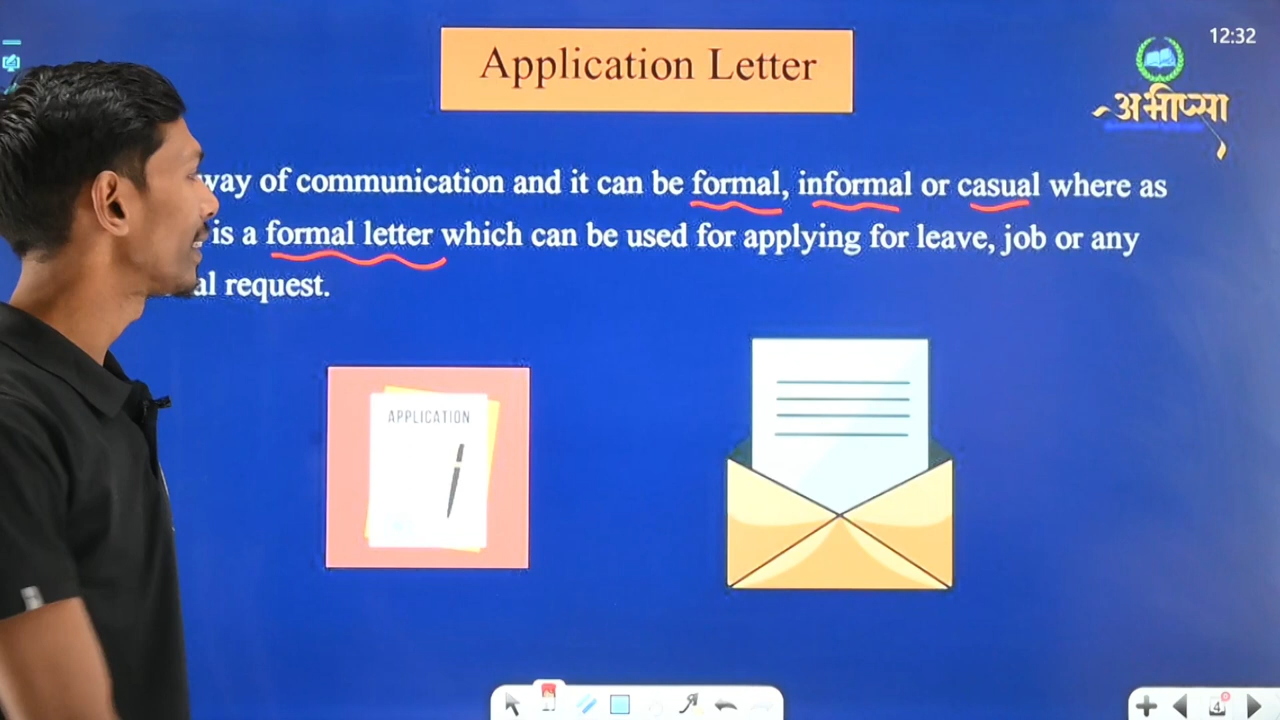 Application Letter
12:32
अभीप्सा
way of communication and it can be formal, informal or casual where as
is a formal letter which can be used for applying for leave, job or any
al request.
APPLICATION
4